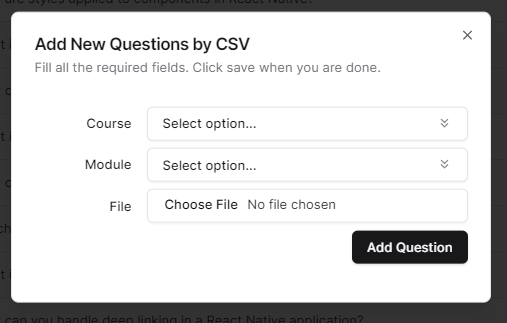 are styles applied to components in React Native?
Add New Questions by CSV
Fill all the required fields. Click save when you are done.
Course Select option...
Module Select option...
File Choose File No file chosen
Add Question
can you handle deep linking in a React Native application?